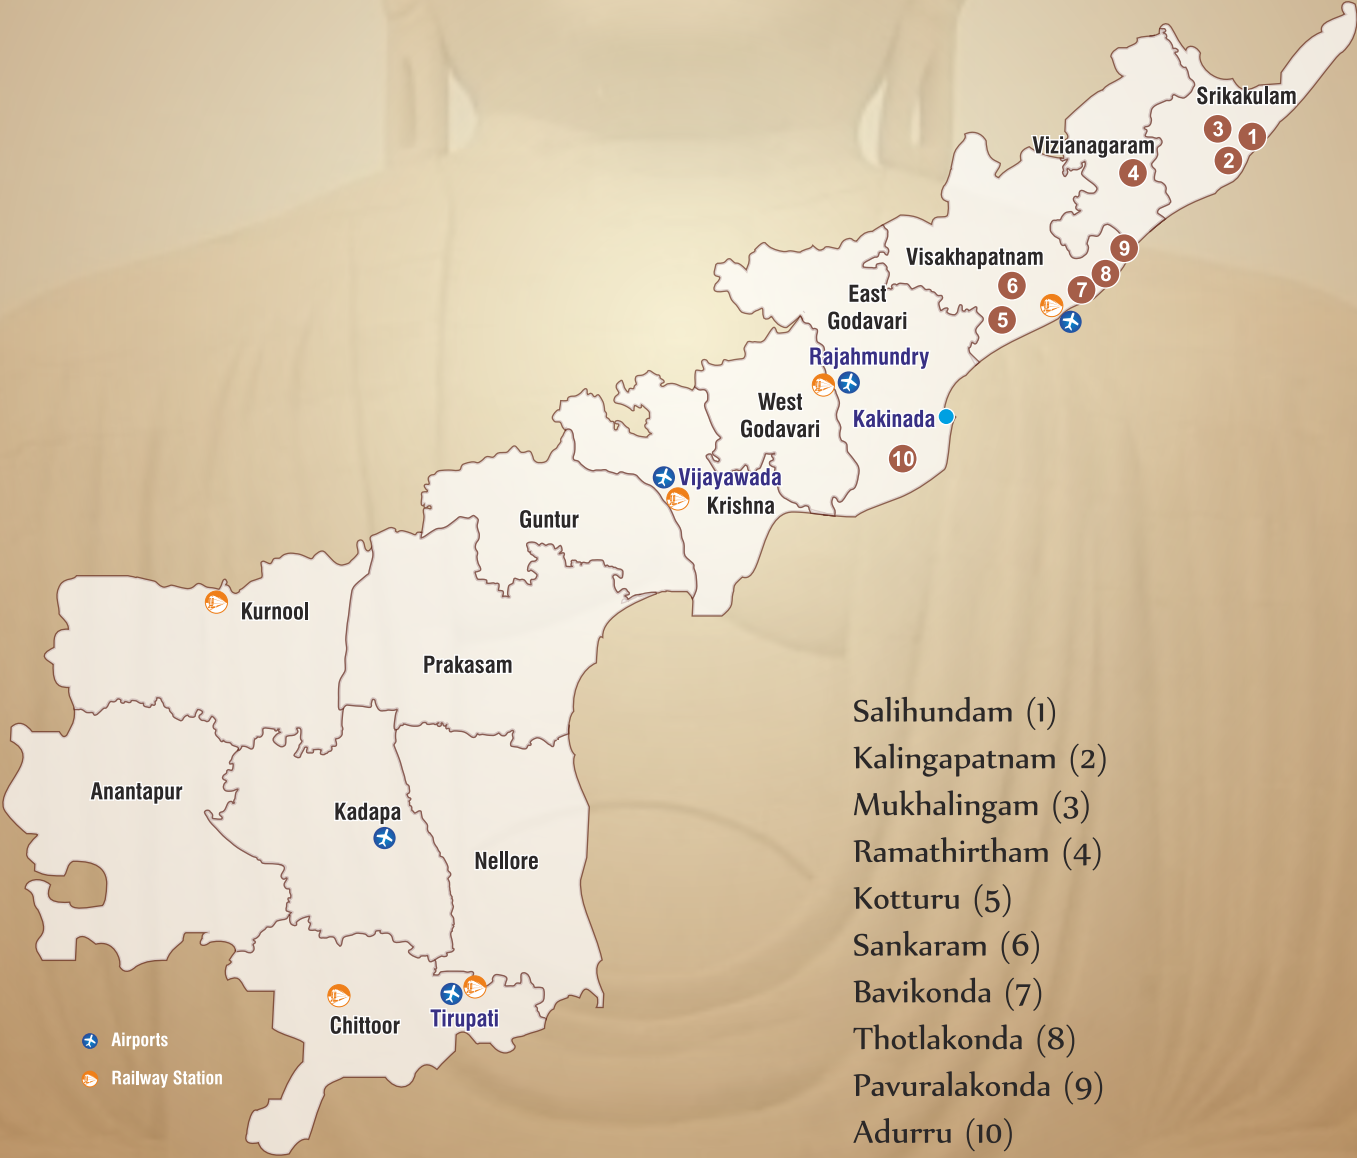 Srikakulam
3
1
2
Vizianagaram
4
9
Visakhapatnam
8
6
7
5
East
Godavari
Rajahmundry
West
Godavari
Kakinada
10
Vijayawada
Krishna
Guntur
Kurnool
Prakasam
Anantapur
Kadapa
Nellore
Chittoor
Tirupati
Airports
Railway Station
Salihundam (1)
Kalingapatnam (2)
Mukhalingam (3)
Ramathirtham (4)
Kotturu (5)
Sankaram (6)
Bavikonda (7)
Thotlakonda (8)
Pavuralakonda (9)
Adurru (10)